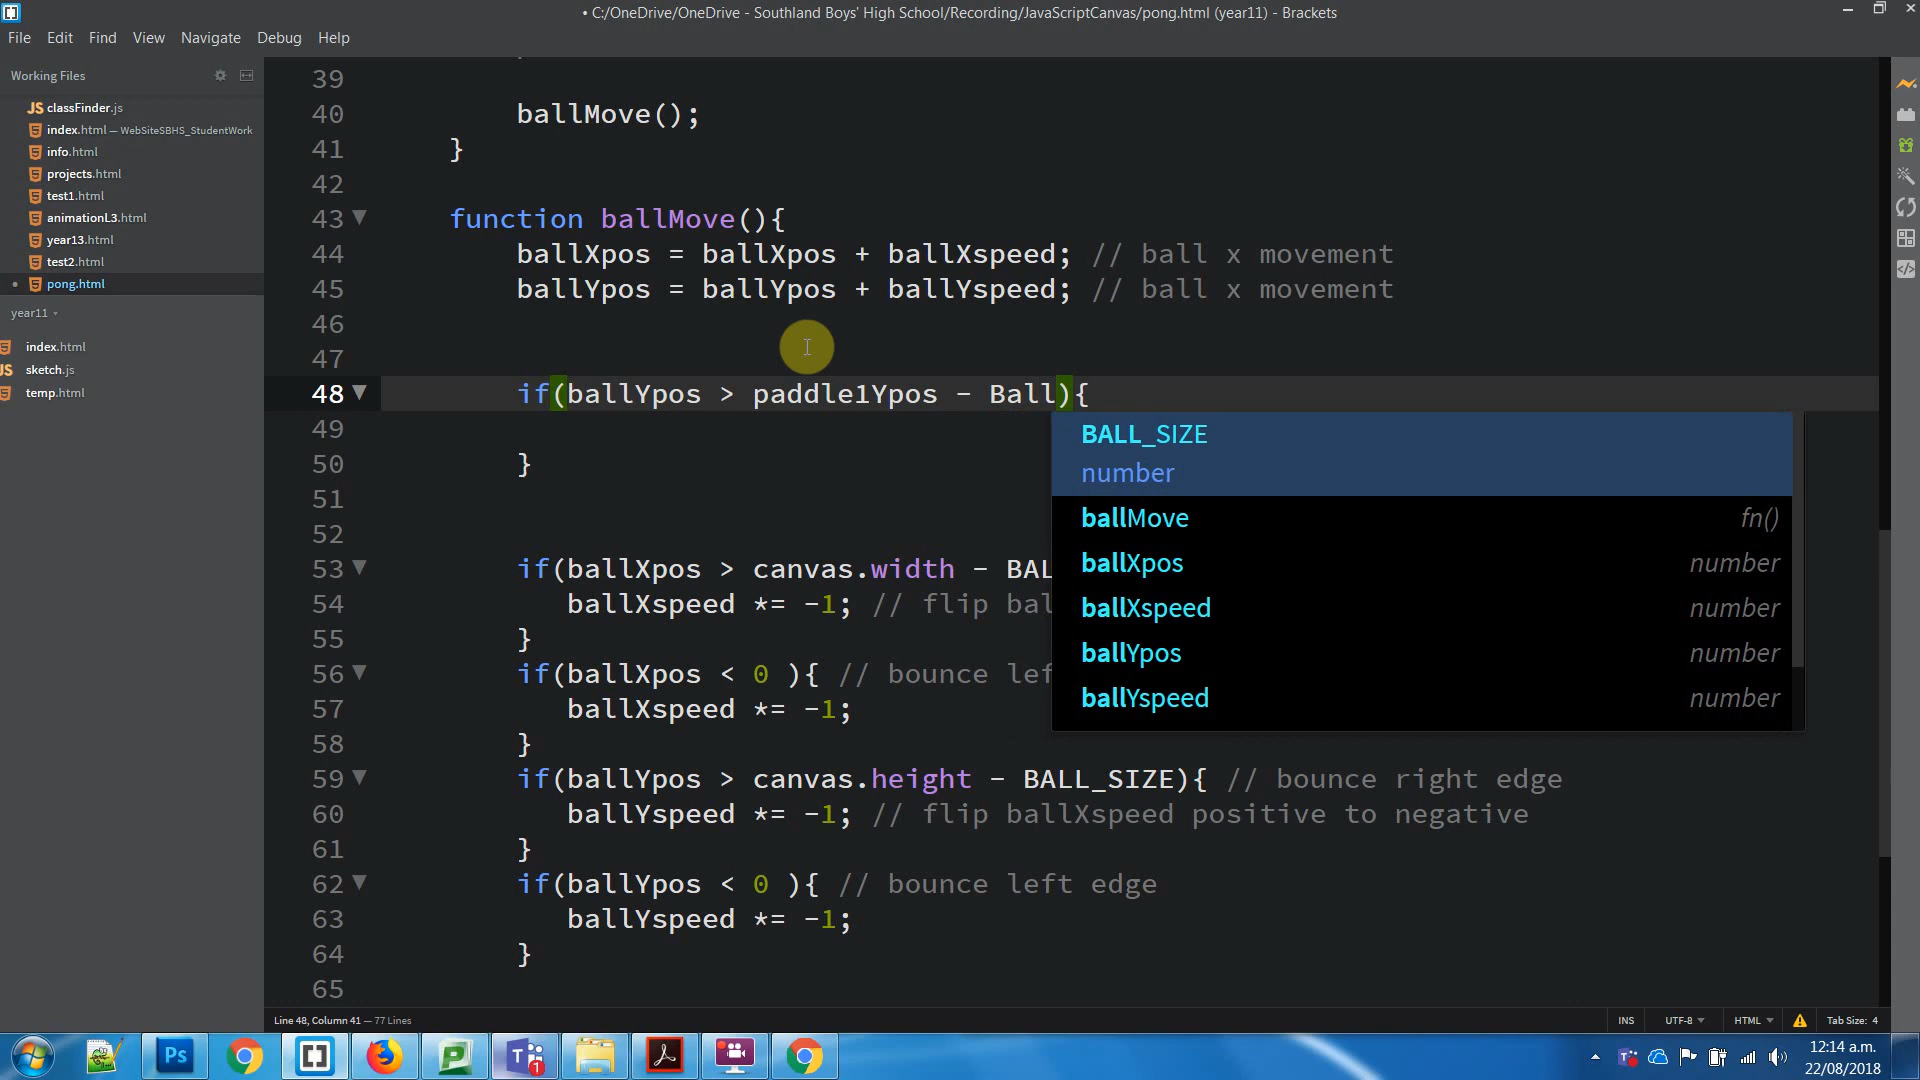 • C:/OneDrive/OneDrive - Southland Boys' High School/Recording/JavaScriptCanvas/pong.html (year11) - Brackets
File Edit Find View Navigate Debug Help
Working Files
JS classFinder.js
index.html — WebSiteSBHS_StudentWork
info.html
projects.html
test1.html
animationL3.html
year13.html
test2.html
• pong.html
year11
index.html
JS sketch.js
temp.html
39
40 ballMove();
41 }
42
43 function ballMove(){
44 ballXpos = ballXpos + ballXspeed; // ball x movement
45 ballYpos = ballYpos + ballYspeed; // ball x movement
46
47
48 if(ballYpos > paddle1Ypos - Ball){
49
50 }
51
52
53 if(ballXpos > canvas.width - BAL
54 ballXspeed *= -1; // flip bal
55 }
56 if(ballXpos < 0 ){ // bounce lef
57 ballXspeed *= -1;
58 }
59 if(ballYpos > canvas.height - BALL_SIZE){ // bounce right edge
60 ballYspeed *= -1; // flip ballXspeed positive to negative
61 }
62 if(ballYpos < 0 ){ // bounce left edge
63 ballYspeed *= -1;
64 }
65
BALL_SIZE
number
ballMove fn()
ballXpos number
ballXspeed number
ballYpos number
ballYspeed number
Line 48, Column 41 — 77 Lines
INS UTF-8 HTML Tab Size: 4
Ps
1
12:14 a.m.
22/08/2018